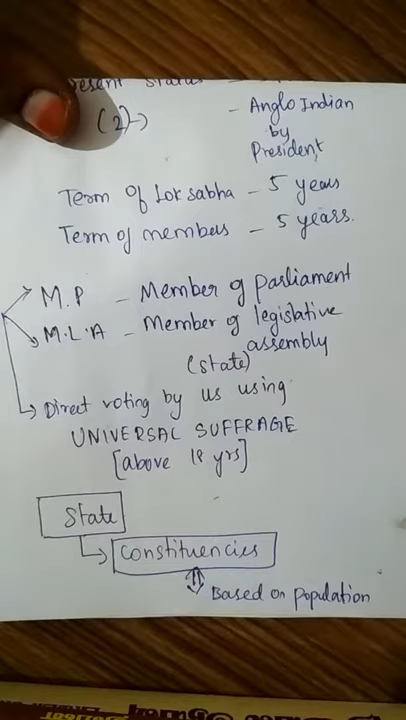 Present Status -
(2)→ - Anglo Indian
by
President
Term of Lok sabha - 5 years
Term of members - 5 years.
M.P - Member of parliament
M.L.A - Member of legislative
assembly
(state)
Direct voting by us using
UNIVERSAL SUFFRAGE
[above 18 yrs]
State
Constituencies
Based on population